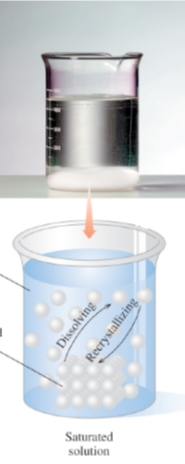 Dissolving
Recrystallizing
d
Saturated
solution